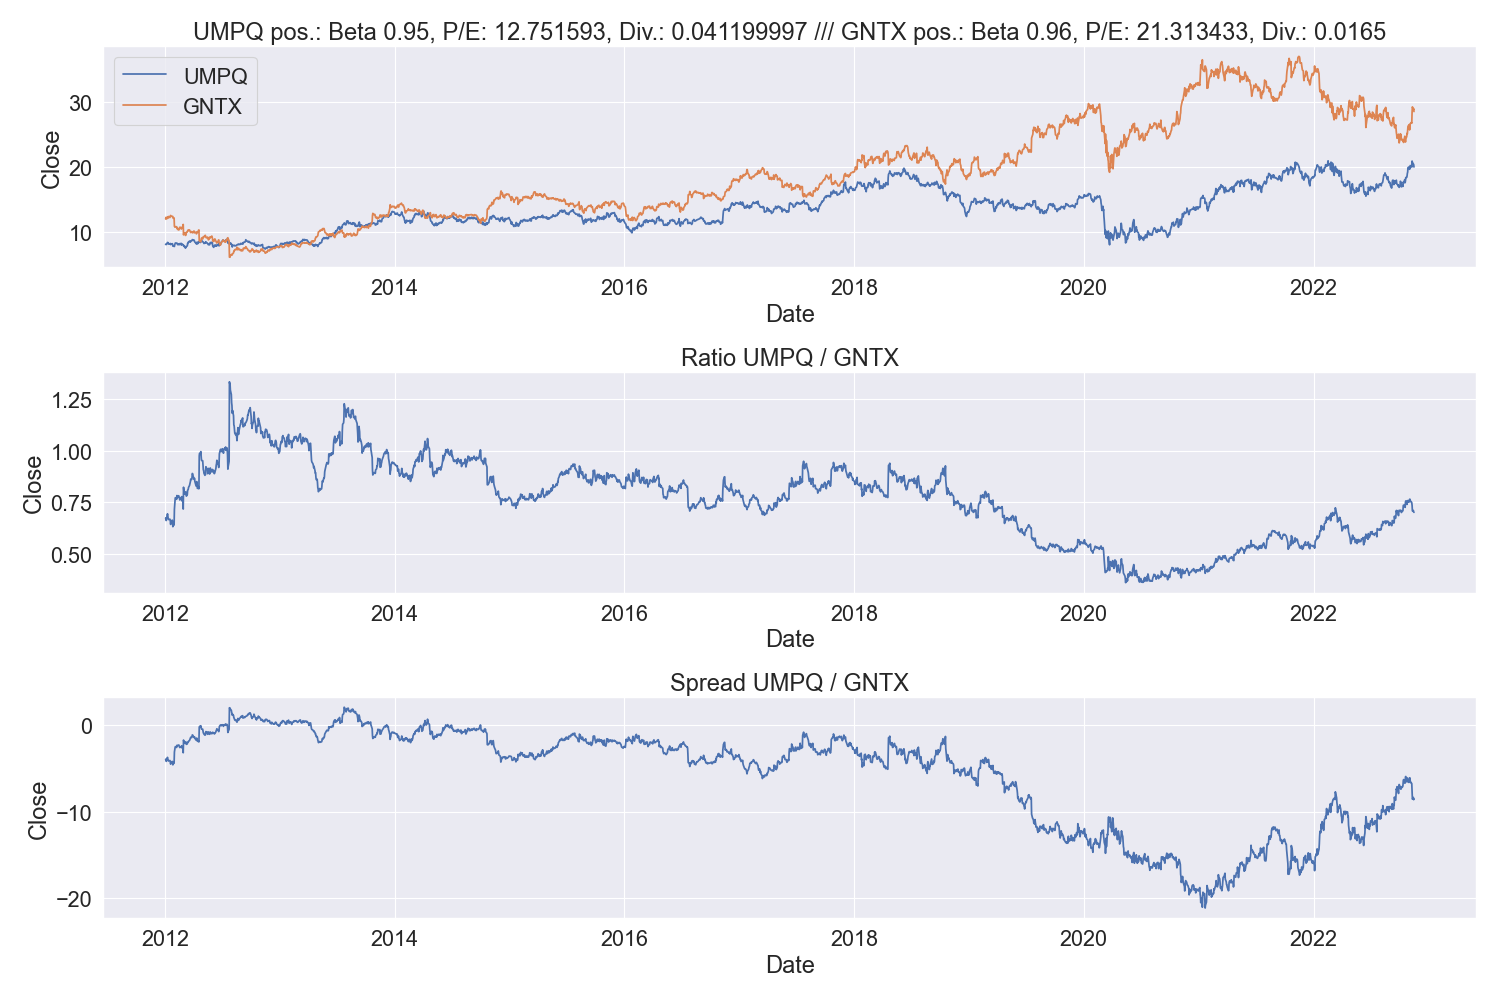 UMPQ pos.: Beta 0.95, P/E: 12.751593, Div.: 0.041199997 /// GNTX pos.: Beta 0.96, P/E: 21.313433, Div.: 0.0165
UMPQ
GNTX
30
20
10
Close
2012 2014 2016 2018 2020 2022
Date
Ratio UMPQ / GNTX
1.25
1.00
0.75
0.50
Close
2012 2014 2016 2018 2020 2022
Date
Spread UMPQ / GNTX
0
−10
−20
Close
2012 2014 2016 2018 2020 2022
Date